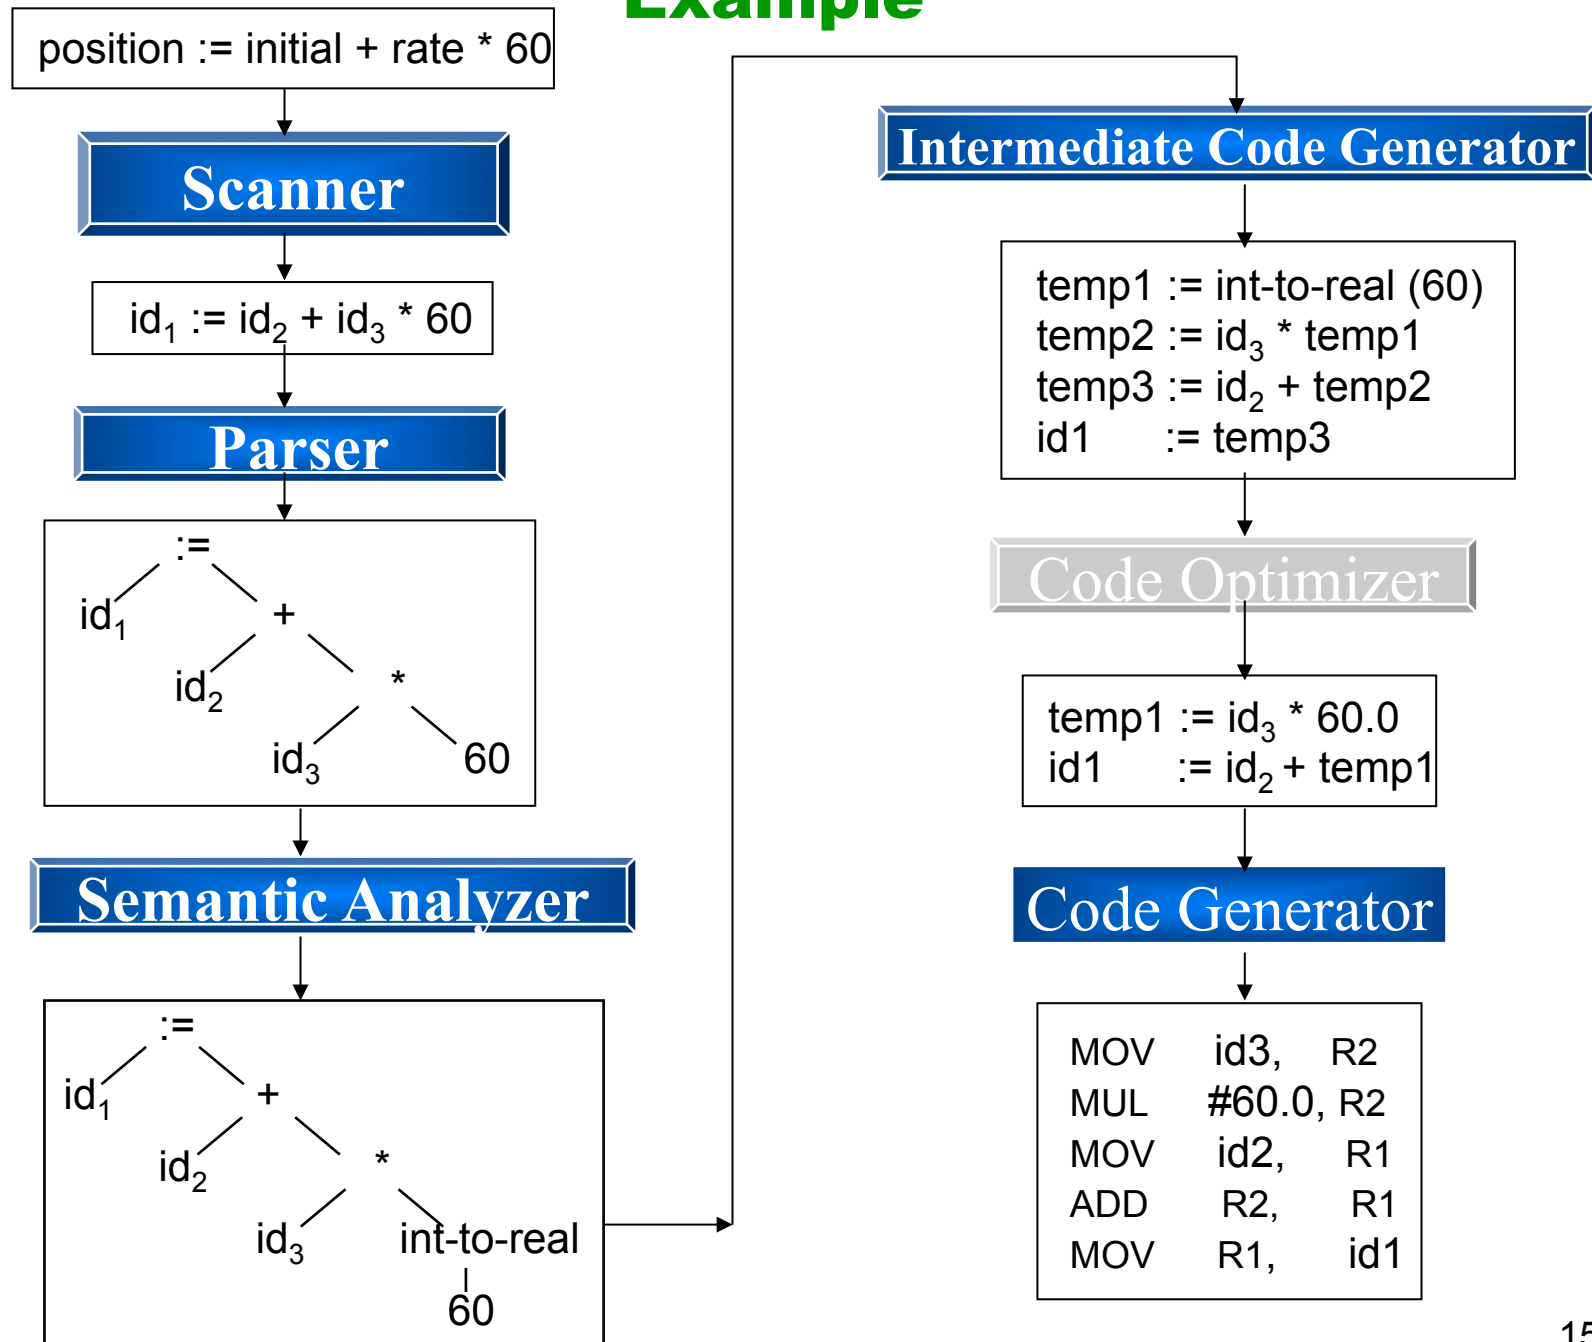 Example
position := initial + rate * 60
Scanner
id₁ := id₂ + id₃ * 60
Parser
:=
id₁ +
id₂ *
id₃ 60
Semantic Analyzer
:=
id₁ +
id₂ *
id₃ int-to-real
60
Intermediate Code Generator
temp1 := int-to-real (60)
temp2 := id₃ * temp1
temp3 := id₂ + temp2
id1 := temp3
Code Optimizer
temp1 := id₃ * 60.0
id1 := id₂ + temp1
Code Generator
MOV id3, R2
MUL #60.0, R2
MOV id2, R1
ADD R2, R1
MOV R1, id1
15